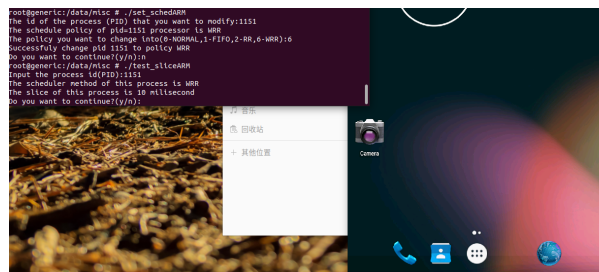 root@generic:/data/misc # ./set_schedARM
The id of the process (PID) that you want to modify:1151
The schedule policy of pid=1151 processor is WRR
The policy you want to change into(0-NORMAL,1-FIFO,2-RR,6-WRR):6
Successfuly change pid 1151 to policy WRR
Do you want to continue?(y/n):n
root@generic:/data/misc # ./test_sliceARM
Input the process id(PID):1151
The scheduler method of this process is WRR
The slice of this process is 10 milisecond
Do you want to continue?(y/n):
音乐
回收站
+ 其他位置
Camera